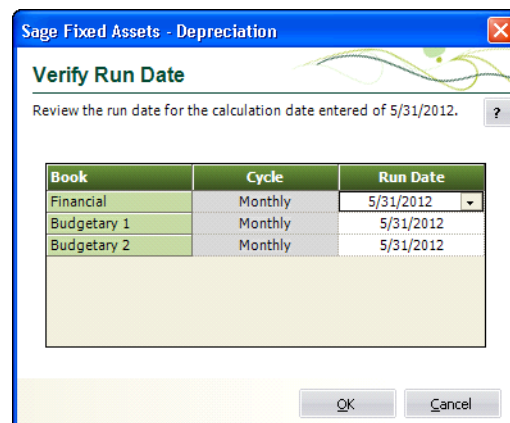 Sage Fixed Assets - Depreciation
Verify Run Date
Review the run date for the calculation date entered of 5/31/2012.
?
Book Cycle Run Date
Financial Monthly 5/31/2012
Budgetary 1 Monthly 5/31/2012
Budgetary 2 Monthly 5/31/2012
OK Cancel